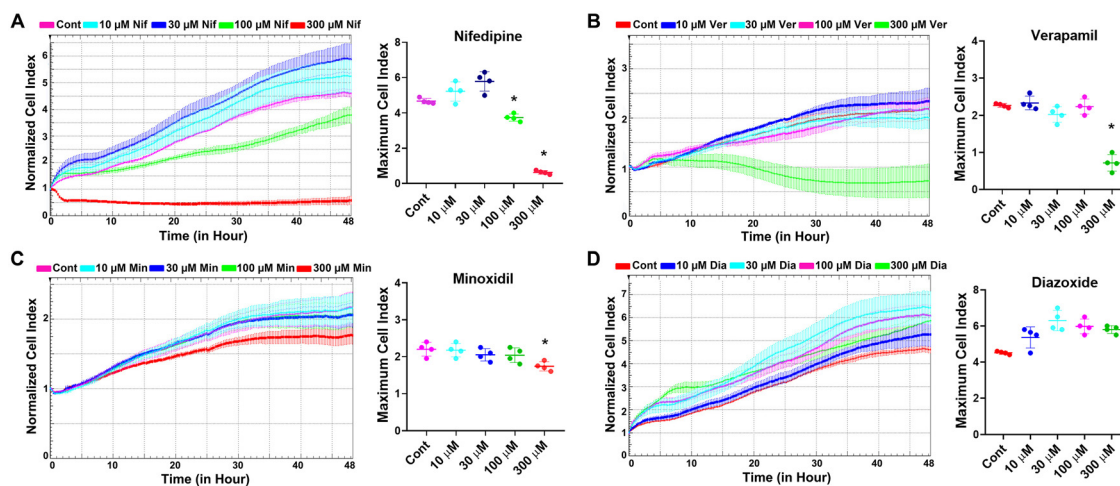 A
Cont 10 µM Nif 30 µM Nif 100 µM Nif 300 µM Nif
Normalized Cell Index
6
5
4
3
2
1
0
0 10 20 30 40 48
Time (in Hour)
Nifedipine
Maximum Cell Index
8
6
4
2
0
*
*
Cont
10 µM
30 µM
100 µM
300 µM
B
Cont 10 µM Ver 30 µM Ver 100 µM Ver 300 µM Ver
Normalized Cell Index
3
2
1
0
0 10 20 30 40 48
Time (in Hour)
Verapamil
Maximum Cell Index
4
3
2
1
0
*
Cont
10 µM
30 µM
100 µM
300 µM
C
Cont 10 µM Min 30 µM Min 100 µM Min 300 µM Min
Normalized Cell Index
2
1
0 10 20 30 40 48
Time (in Hour)
Minoxidil
Maximum Cell Index
4
3
2
1
0
*
Cont
10 µM
30 µM
100 µM
300 µM
D
Cont 10 µM Dia 30 µM Dia 100 µM Dia 300 µM Dia
Normalized Cell Index
7
6
5
4
3
2
1
0
0 10 20 30 40 48
Time (in Hour)
Diazoxide
Maximum Cell Index
8
6
4
2
0
Cont
10 µM
30 µM
100 µM
300 µM